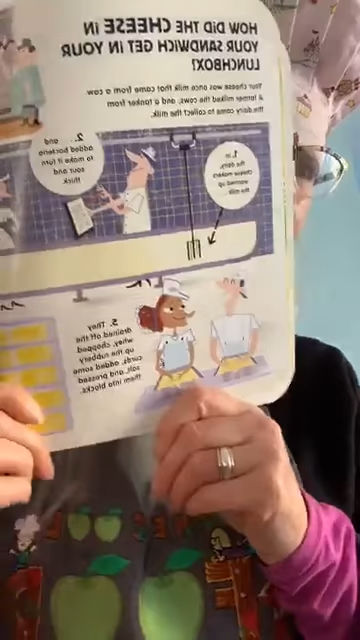 HOW DID THE CHEESE IN
YOUR SANDWICH GET IN YOUR
LUNCHBOX?
Your cheese was once milk that came from a cow
A farmer milked the cows, and a tanker from
the dairy came to collect the milk.
1. In
the dairy,
cheese makers
warmed up
the milk
2. and
added bacteria
to make it turn
sour and
thick.
5. They
drained off the
whey, chopped
up the rubbery
curds, added some
salt, and pressed
them into blocks.